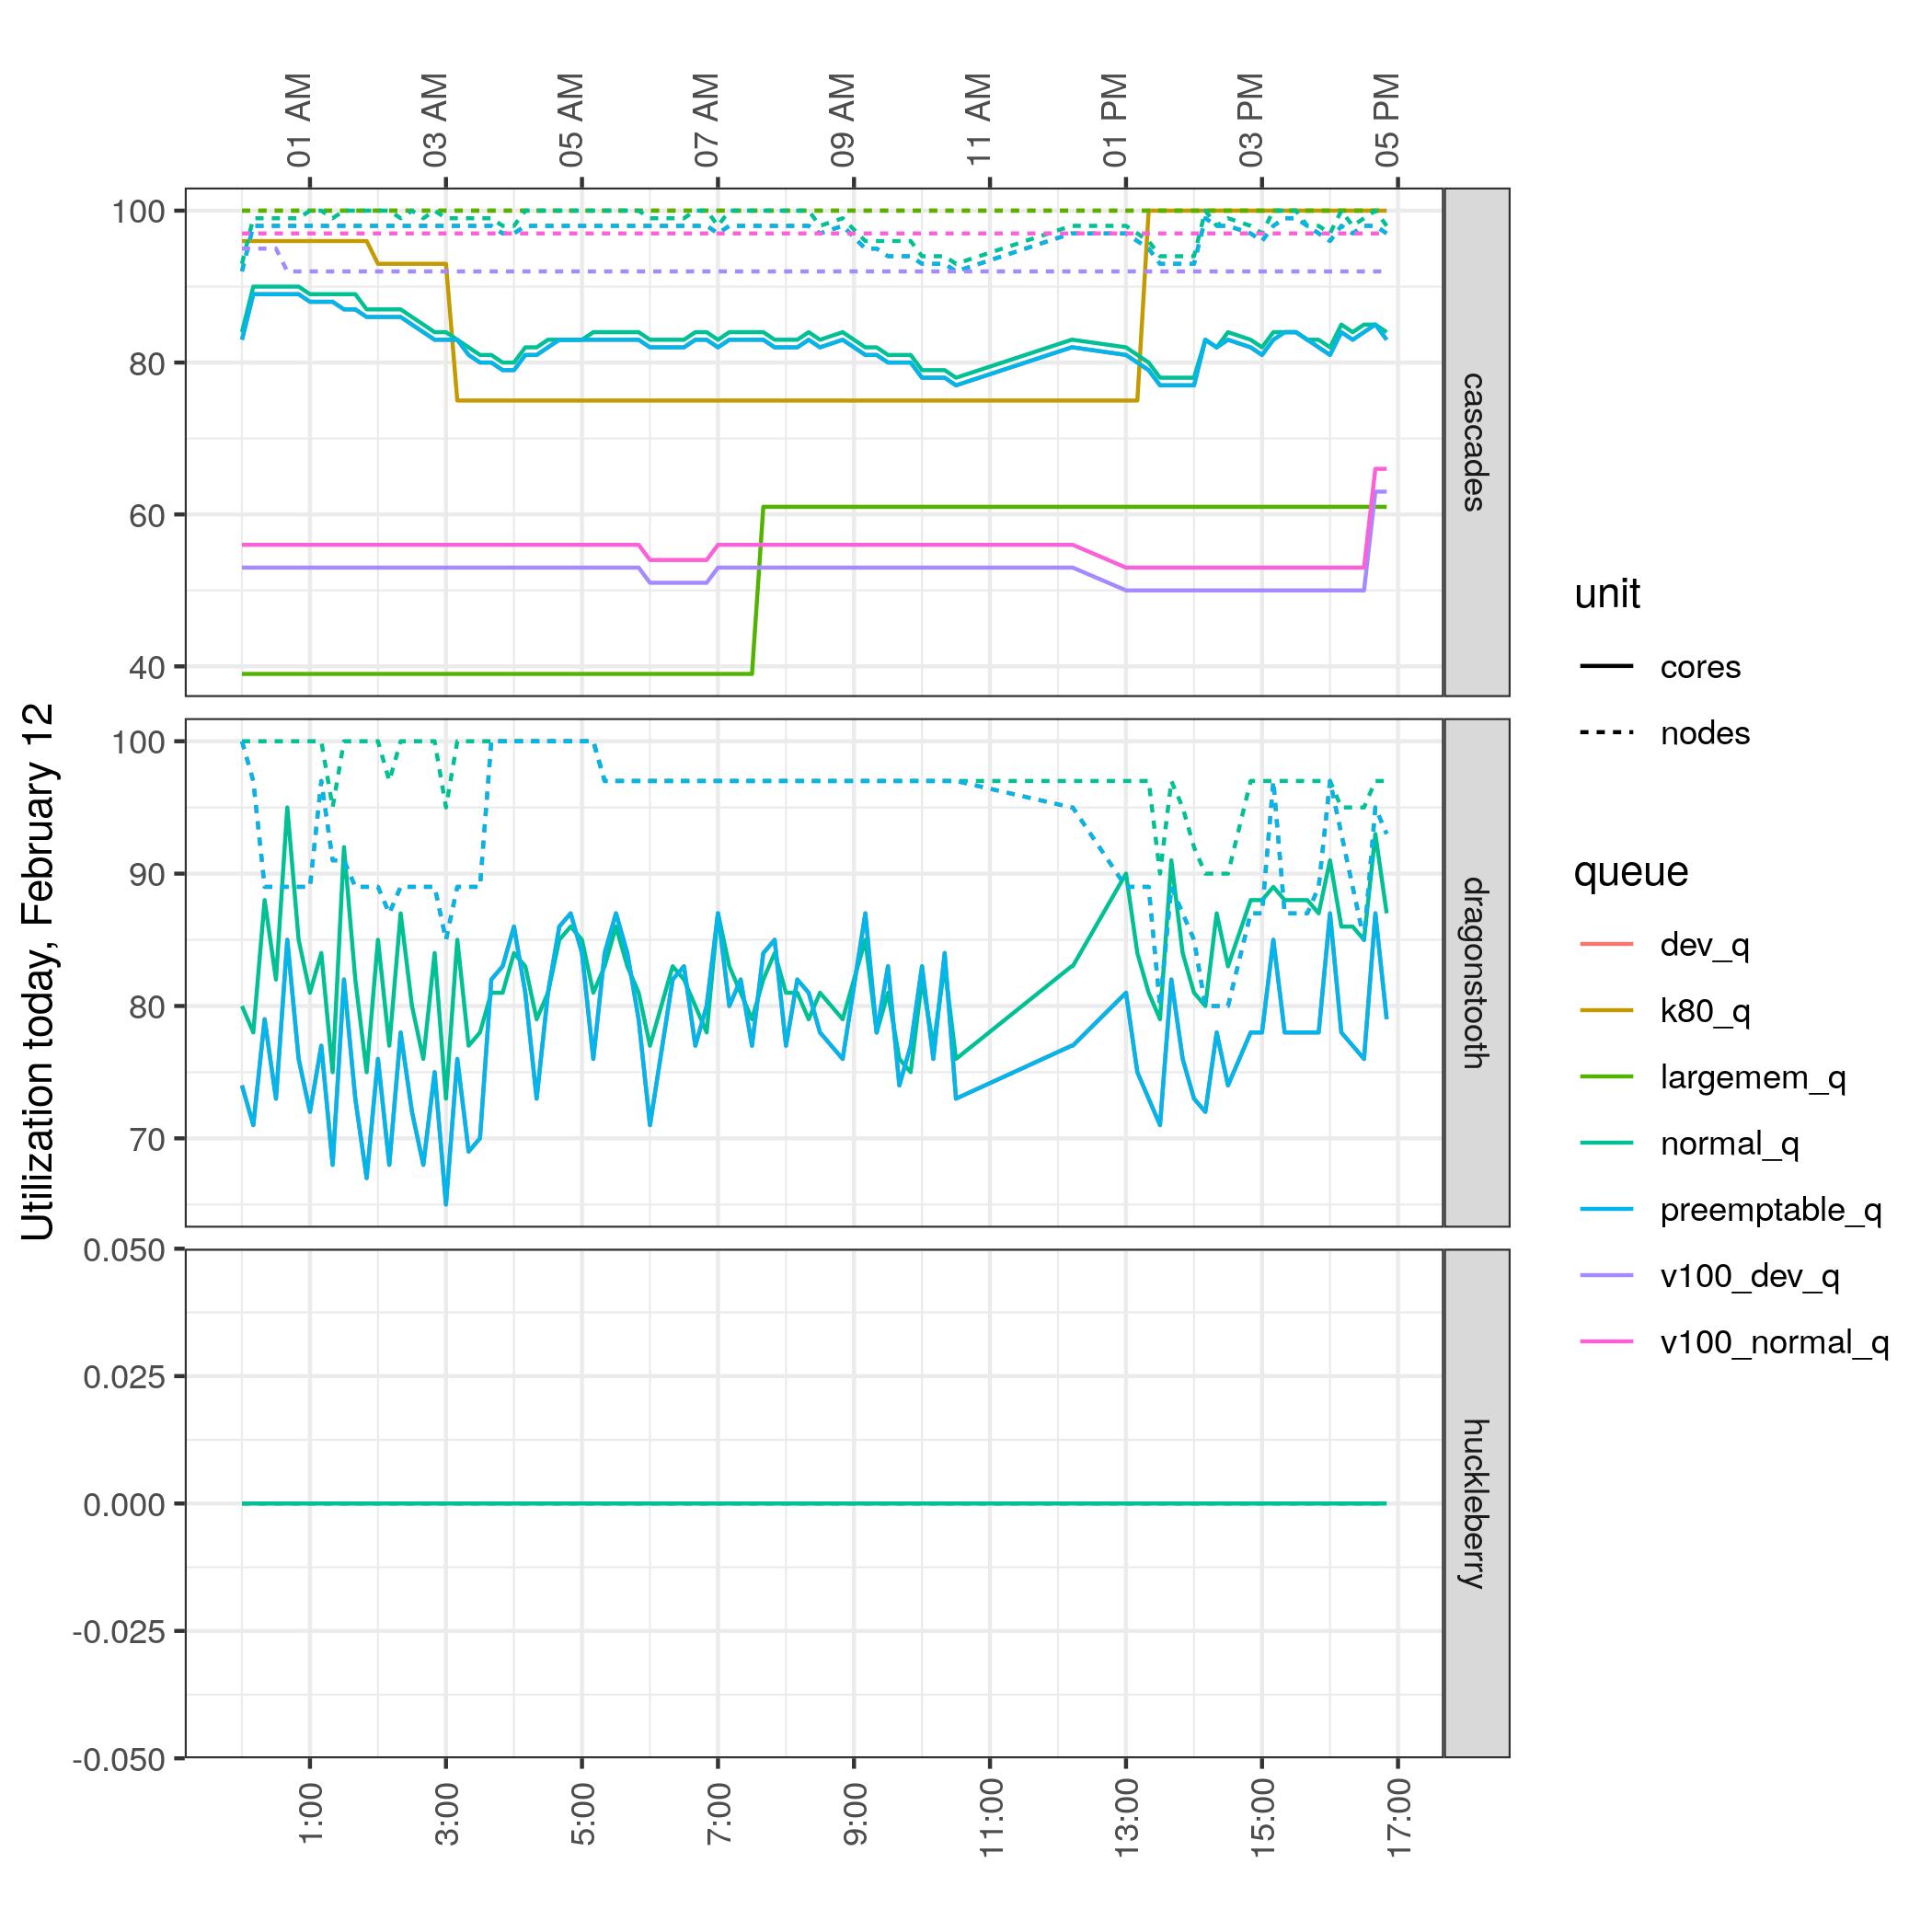 01 AM
03 AM
05 AM
07 AM
09 AM
11 AM
01 PM
03 PM
05 PM
Utilization today, February 12
100
80
60
40
cascades
100
90
80
70
dragonstooth
0.050
0.025
0.000
-0.025
-0.050
huckleberry
1:00
3:00
5:00
7:00
9:00
11:00
13:00
15:00
17:00
unit
cores
nodes
queue
dev_q
k80_q
largemem_q
normal_q
preemptable_q
v100_dev_q
v100_normal_q